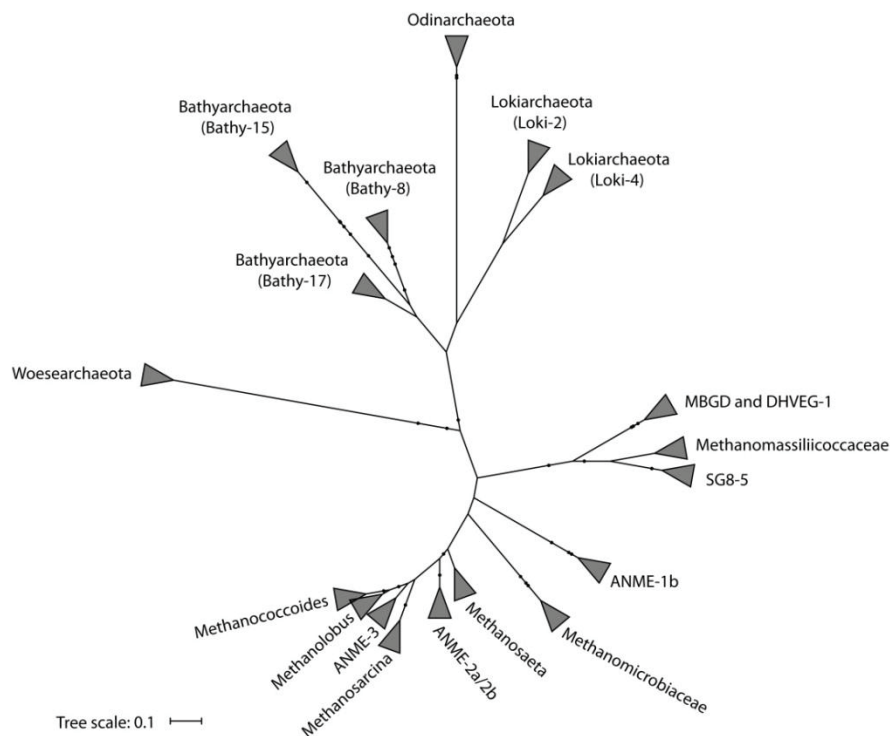 Odinarchaeota
Bathyarchaeota
(Bathy-15)
Lokiarchaeota
(Loki-2)
Lokiarchaeota
(Loki-4)
Bathyarchaeota
(Bathy-8)
Bathyarchaeota
(Bathy-17)
Woesearchaeota
MBGD and DHVEG-1
Methanomassiliicoccaceae
SG8-5
ANME-1b
Methanomicrobiaceae
Methanosaeta
ANME-2a/2b
Methanosarcina
ANME-3
Methanolobus
Methanococcoides
Tree scale: 0.1